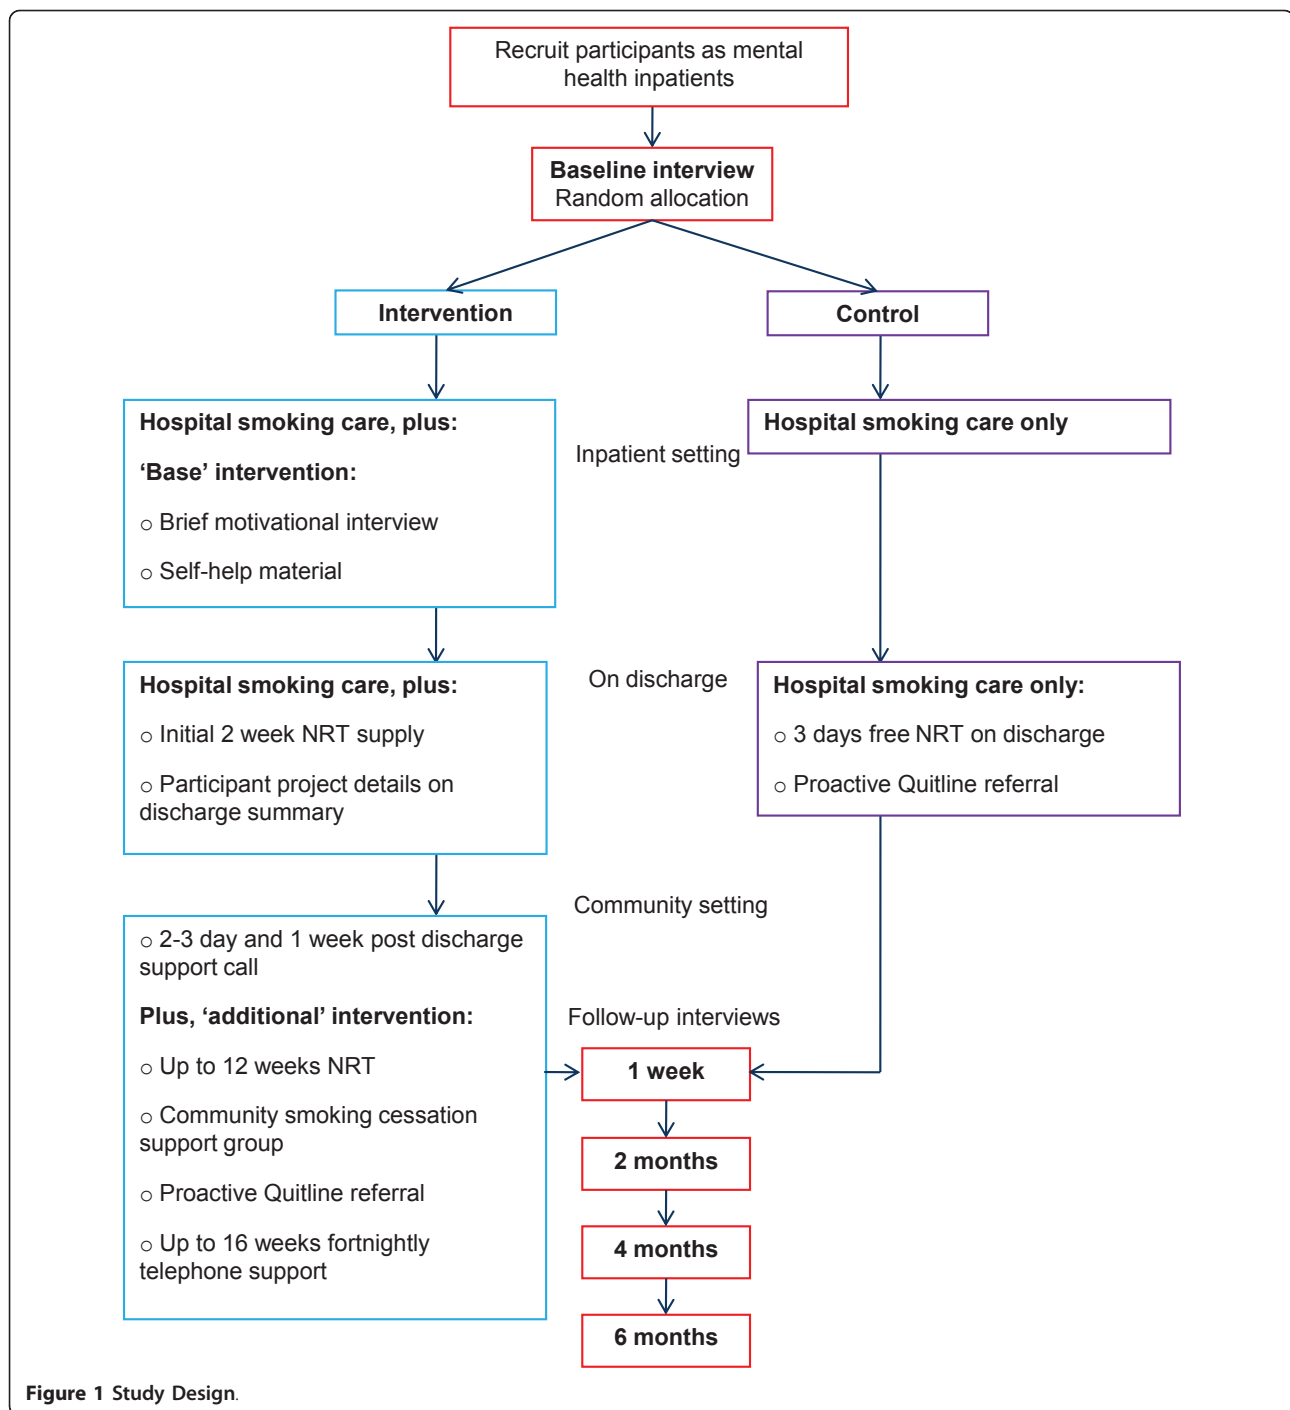 Recruit participants as mental
health inpatients
Baseline interview
Random allocation
Intervention
Control
Hospital smoking care, plus:
‘Base’ intervention:
○ Brief motivational interview
○ Self-help material
Inpatient setting
Hospital smoking care only
Hospital smoking care, plus:
○ Initial 2 week NRT supply
○ Participant project details on
discharge summary
On discharge
Hospital smoking care only:
○ 3 days free NRT on discharge
○ Proactive Quitline referral
Community setting
○ 2-3 day and 1 week post discharge
support call
Plus, ‘additional’ intervention:
○ Up to 12 weeks NRT
○ Community smoking cessation
support group
○ Proactive Quitline referral
○ Up to 16 weeks fortnightly
telephone support
Follow-up interviews
1 week
2 months
4 months
6 months
Figure 1 Study Design.